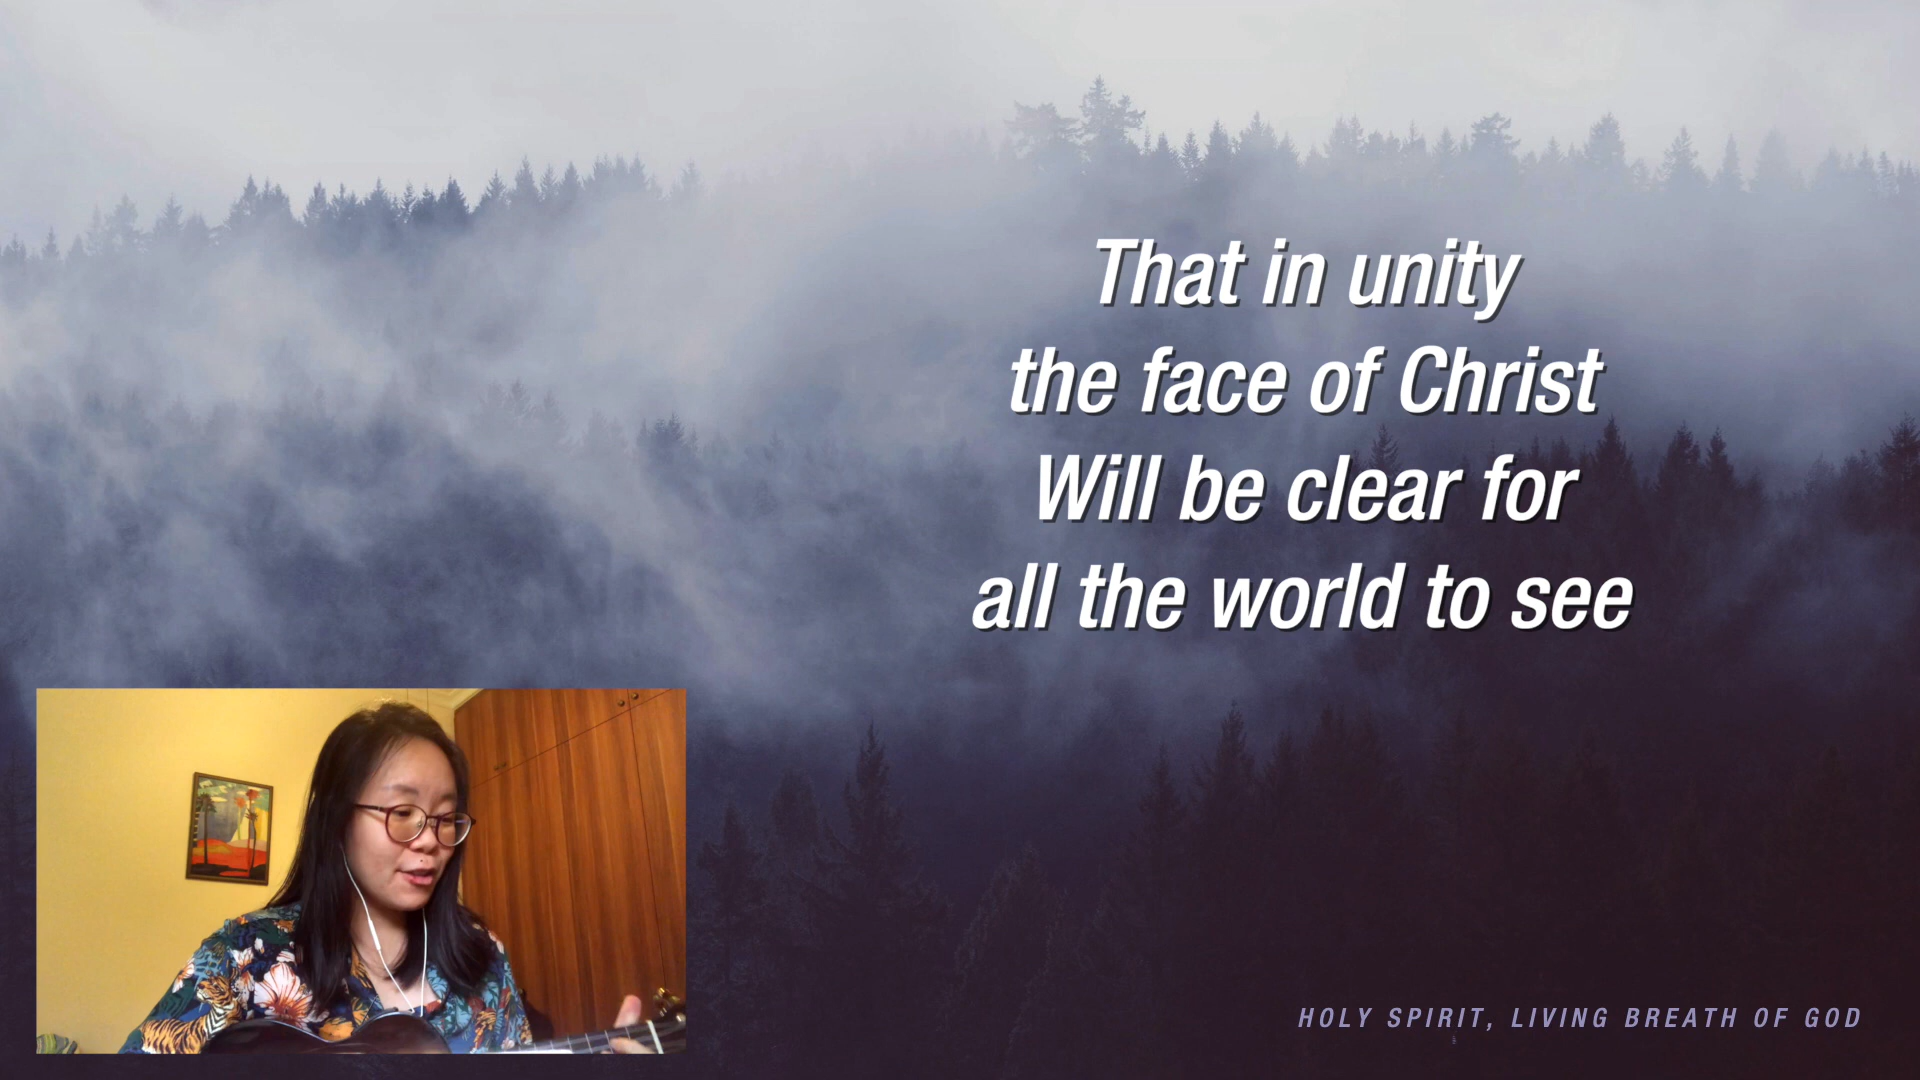 That in unity
the face of Christ
Will be clear for
all the world to see
HOLY SPIRIT, LIVING BREATH OF GOD